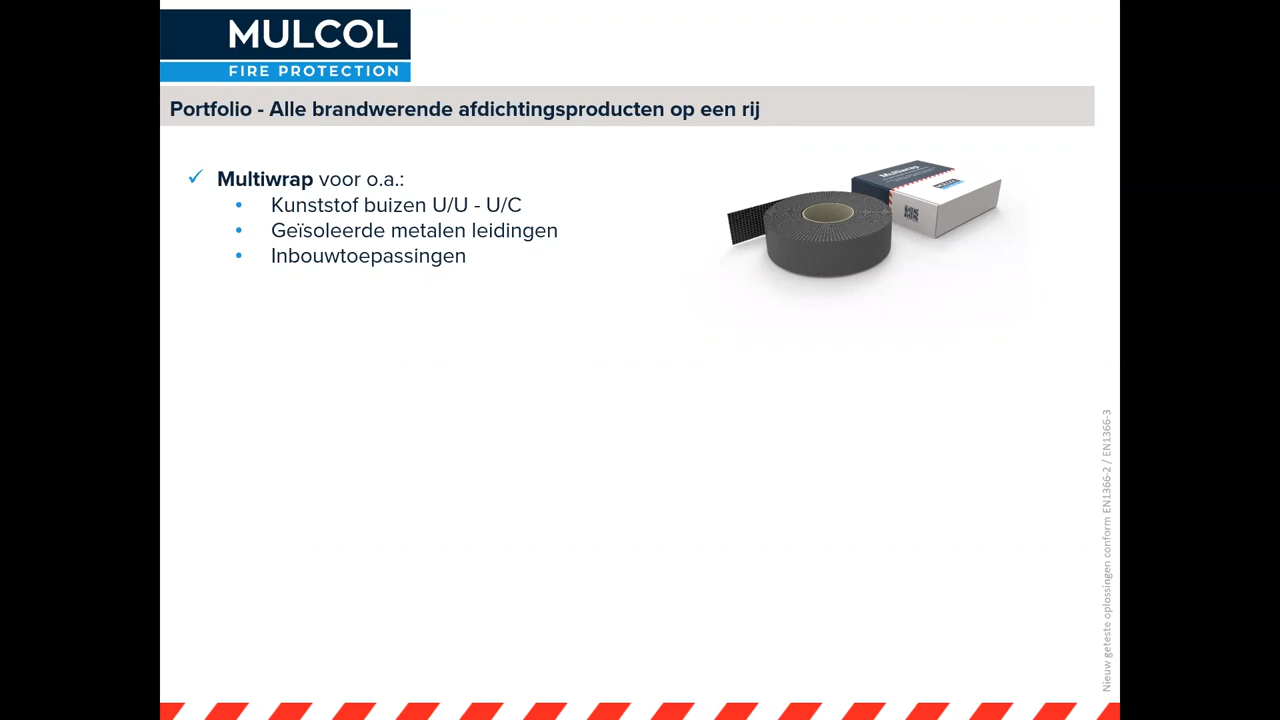 MULCOL
FIRE PROTECTION
Portfolio - Alle brandwerende afdichtingsproducten op een rij
✓ Multiwrap voor o.a.:
• Kunststof buizen U/U - U/C
• Geïsoleerde metalen leidingen
• Inbouwtoepassingen
Multiwrap
Nieuw geteste oplossingen conform EN1366-2 / EN1366-3